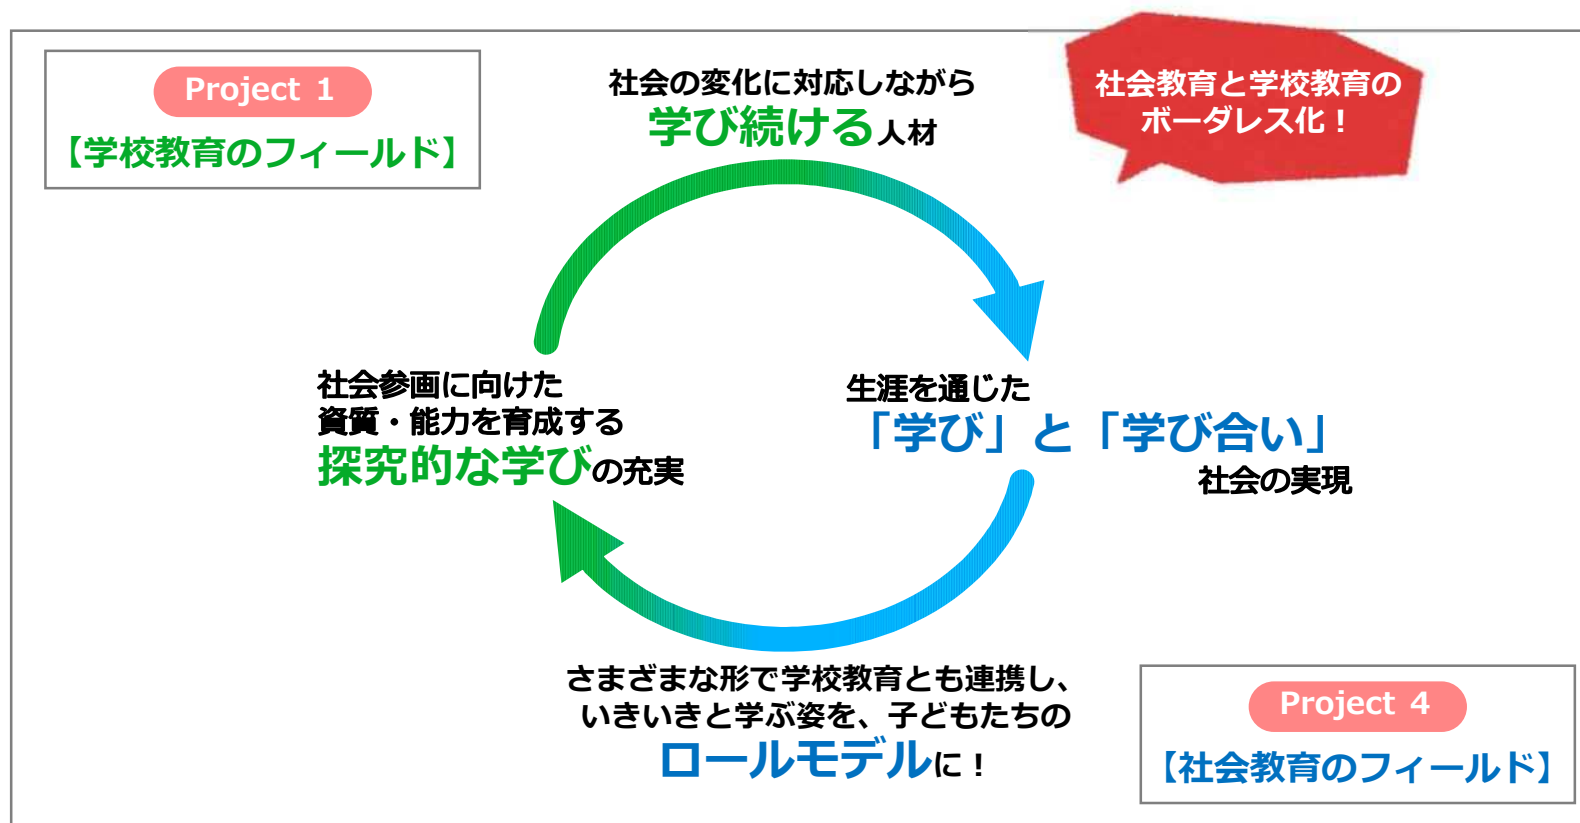 Project 1
【学校教育のフィールド】
社会の変化に対応しながら
学び続ける人材
社会教育と学校教育の
ボーダレス化！
社会参画に向けた
資質・能力を育成する
探究的な学びの充実
生涯を通じた
「学び」と「学び合い」
社会の実現
さまざまな形で学校教育とも連携し、
いきいきと学ぶ姿を、子どもたちの
ロールモデルに！
Project 4
【社会教育のフィールド】